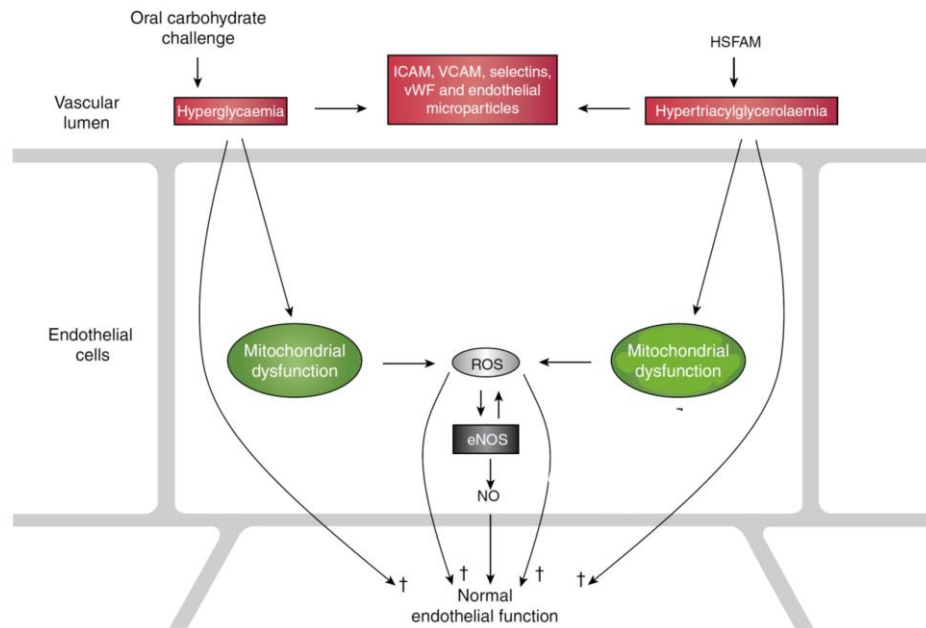 Oral carbohydrate
challenge
HSFAM
Vascular
lumen
Hyperglycaemia
ICAM, VCAM, selectins,
vWF and endothelial
microparticles
Hypertriacylglycerolaemia
Endothelial
cells
Mitochondrial
dysfunction
ROS
Mitochondrial
dysfunction
eNOS
NO
†
†
†
†
Normal
endothelial function